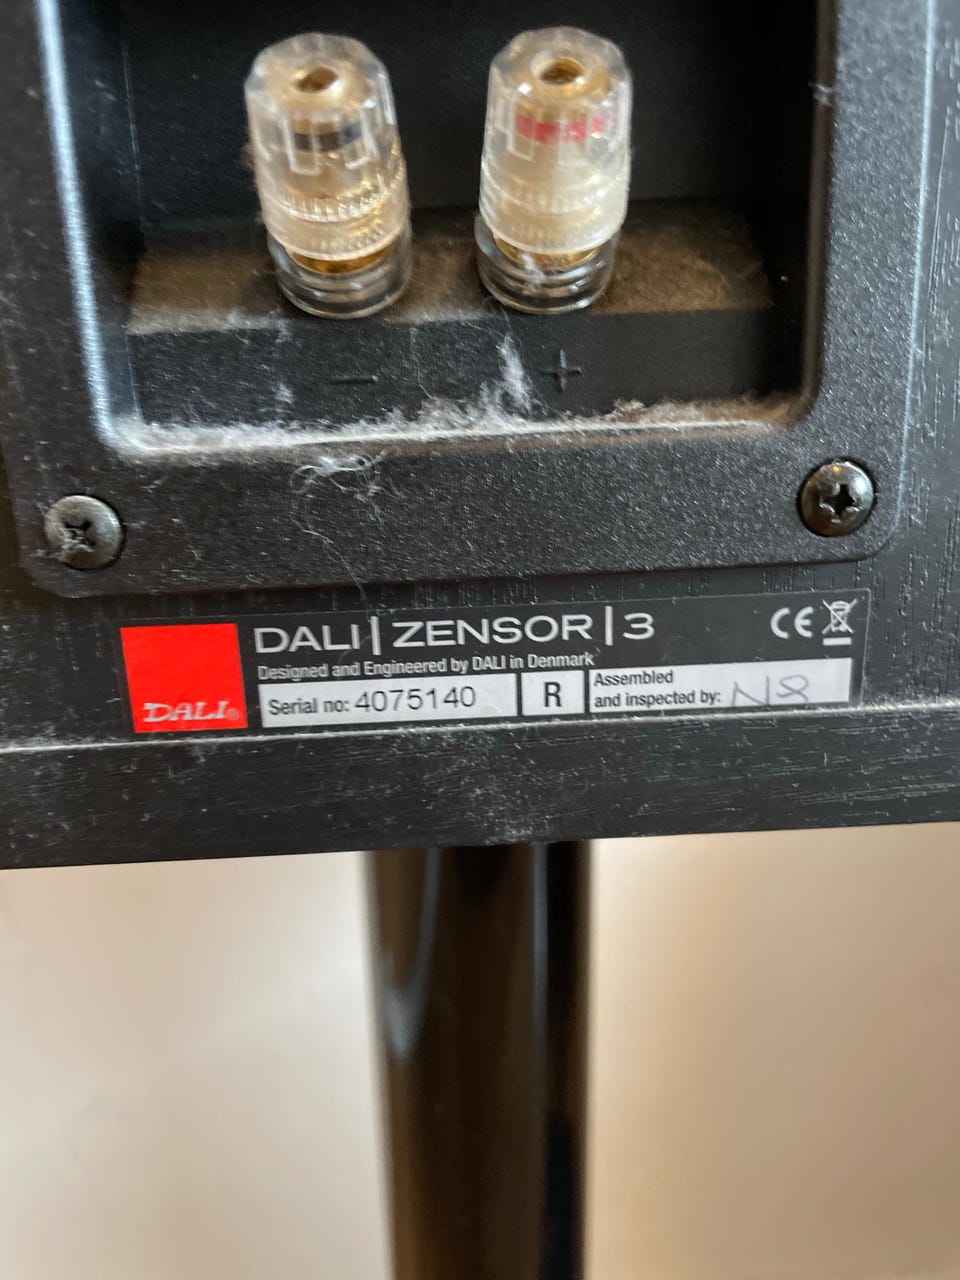 - +
DALI|ZENSOR|3
CE
Designed and Engineered by DALI in Denmark
DALI®
Serial no: 4075140
R
Assembled
and inspected by: N8